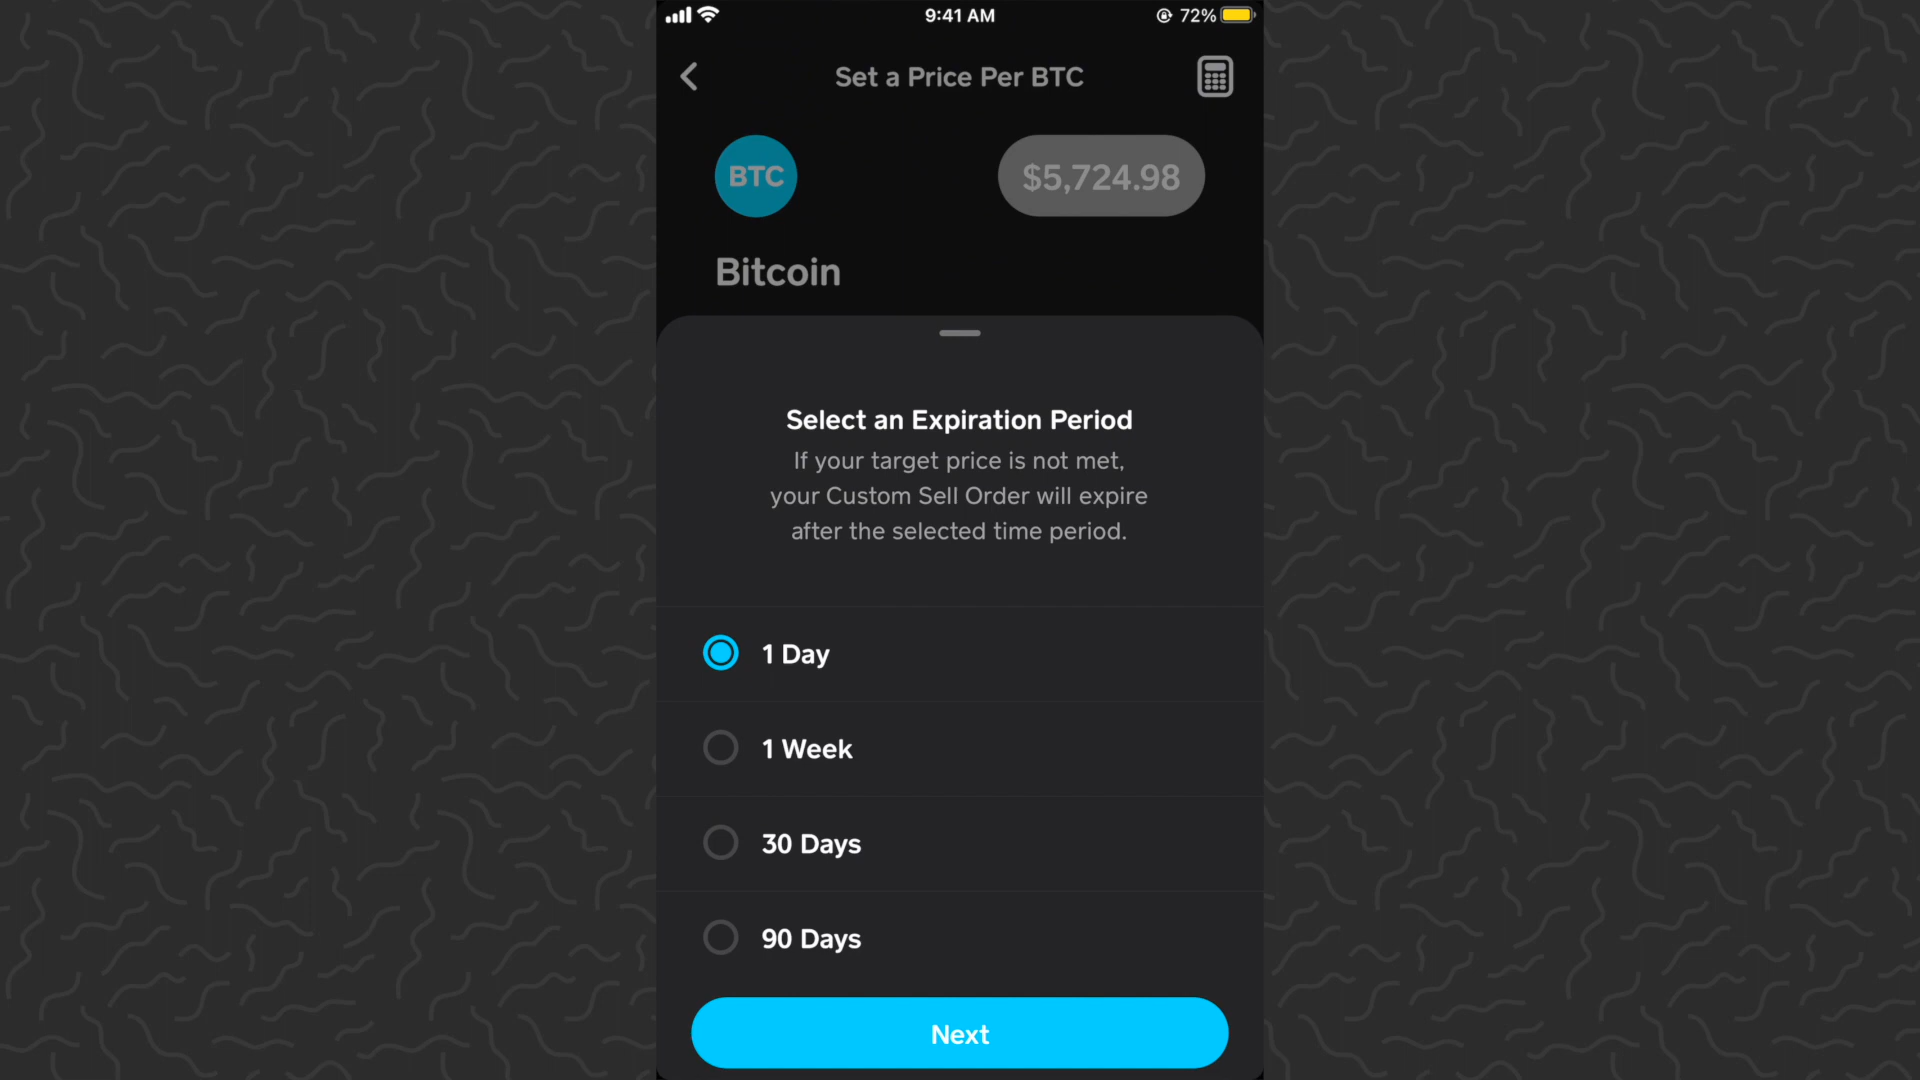 9:41 AM
72%
Set a Price Per BTC
BTC
$5,724.98
Bitcoin
Select an Expiration Period
If your target price is not met,
your Custom Sell Order will expire
after the selected time period.
1 Day
1 Week
30 Days
90 Days
Next